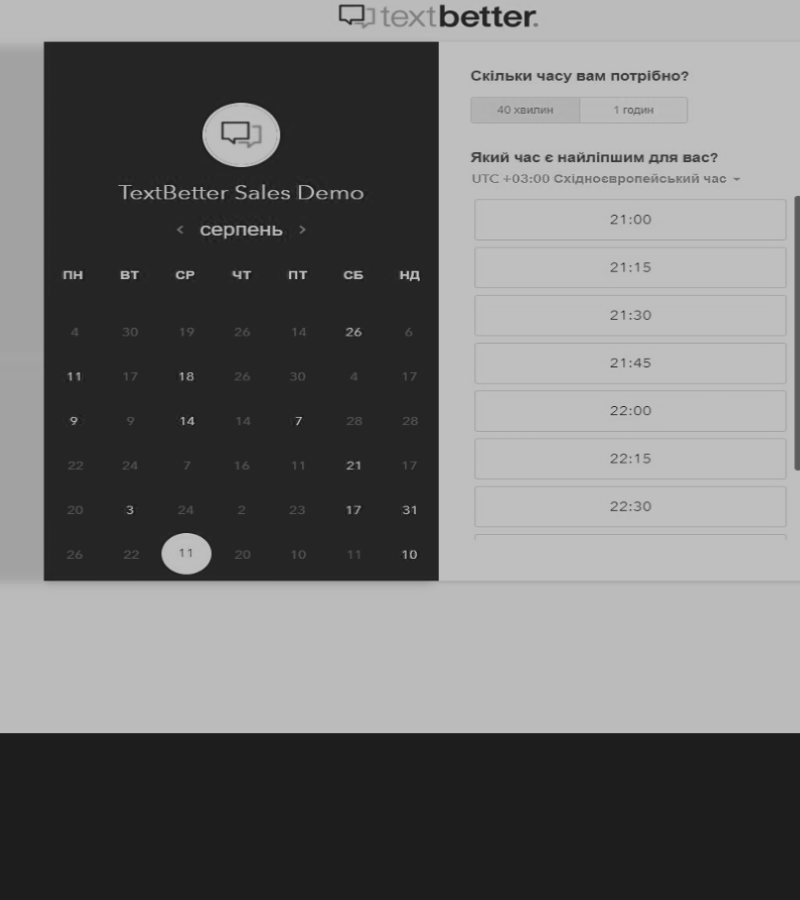 textbetter.
TextBetter Sales Demo
‹ серпень ›
ПН ВТ СР ЧТ ПТ СБ НД
4 30 19 26 14 26 6
11 17 18 26 30 4 17
9 9 14 14 7 28 28
22 24 7 16 11 21 17
20 3 24 2 23 17 31
26 22 11 20 10 11 10
Скільки часу вам потрібно?
40 хвилин 1 годин
Який час є найліпшим для вас?
UTC +03:00 Східноєвропейський час
21:00
21:15
21:30
21:45
22:00
22:15
22:30